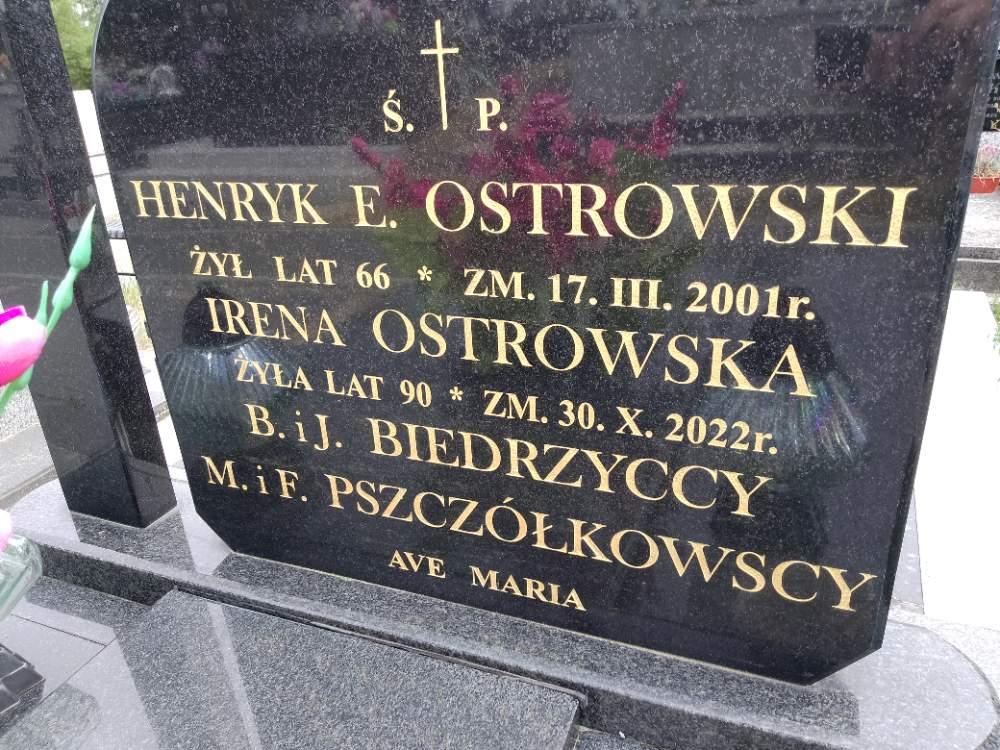 Ś. P.
HENRYK E. OSTROWSKI
ŻYŁ LAT 66 * ZM. 17. III. 2001r.
IRENA OSTROWSKA
ŻYŁA LAT 90 * ZM. 30. X. 2022r.
B. i J. BIEDRZYCCY
M. i F. PSZCZÓŁKOWSCY
AVE MARIA